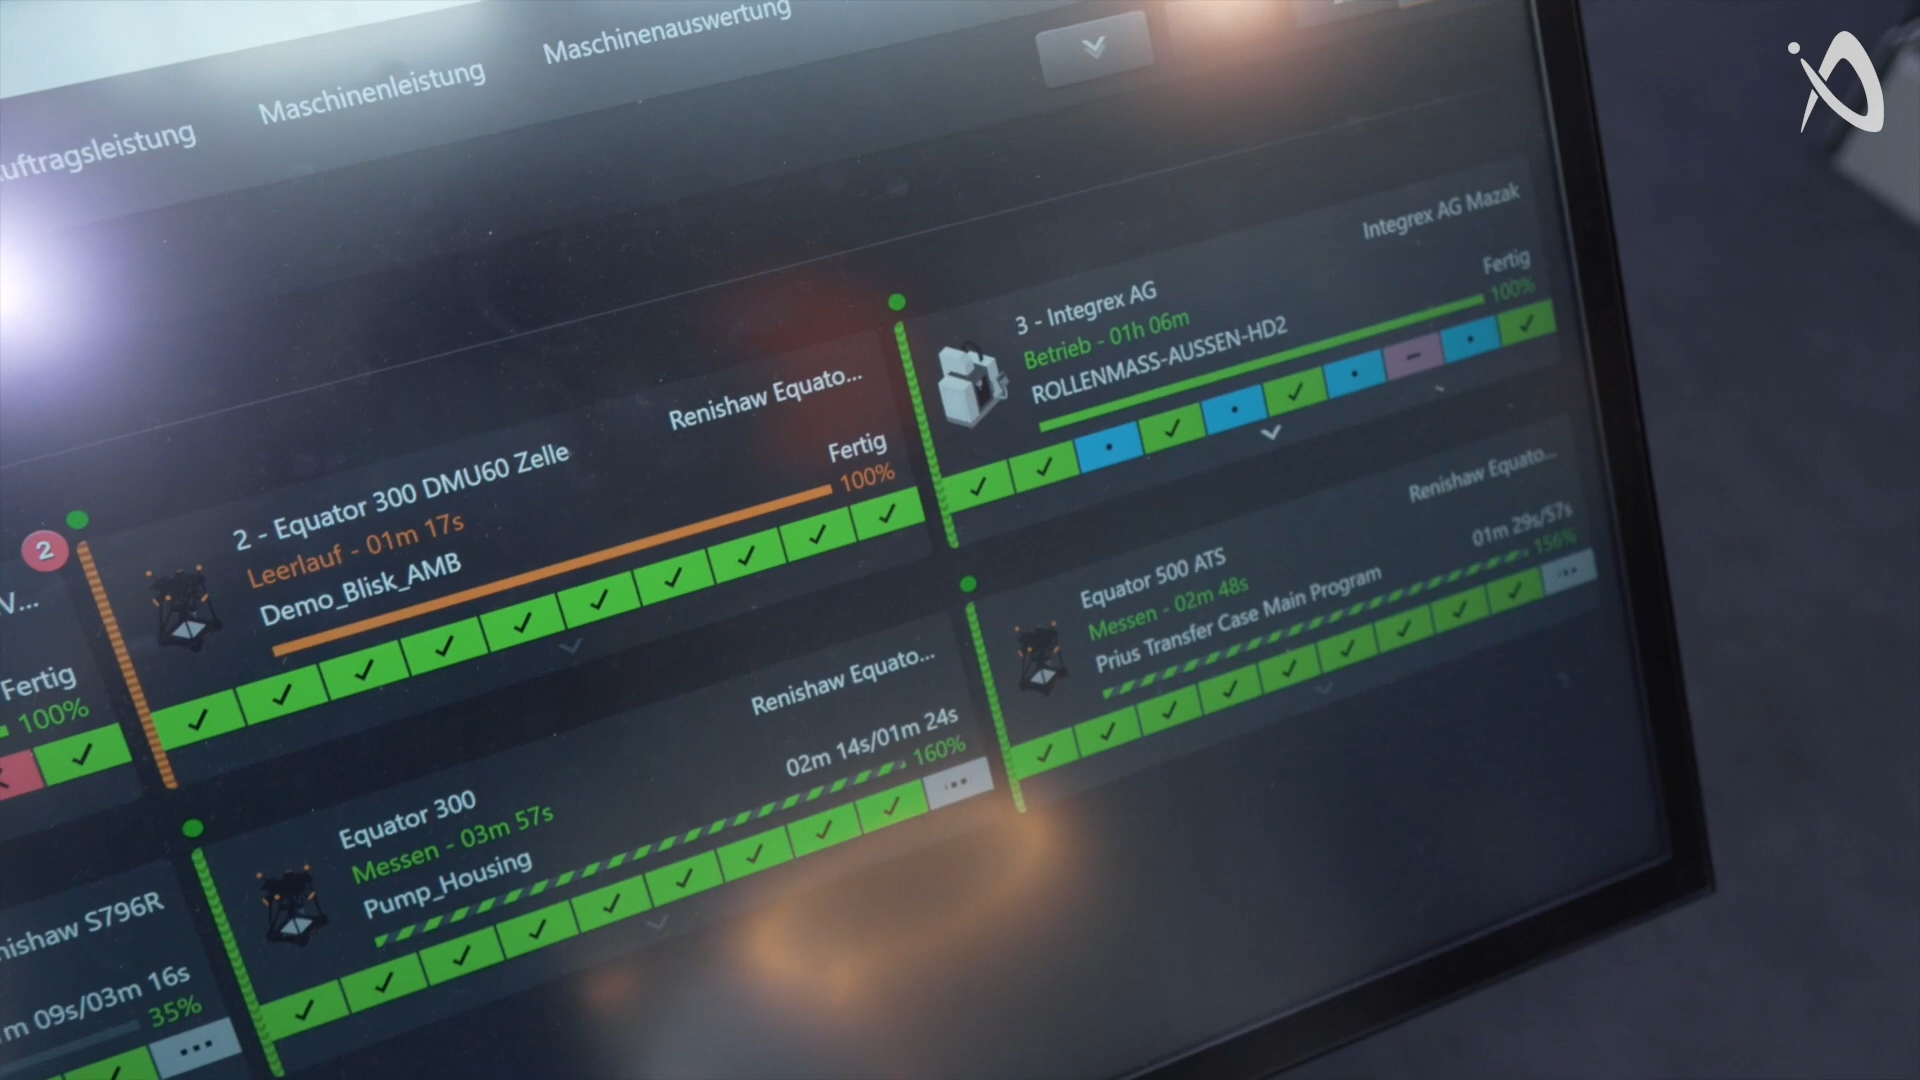 uftragsleistung
Maschinenleistung
Maschinenauswertung
2
V...
Fertig
100%
2 - Equator 300 DMU60 Zelle
Renishaw Equato...
Leerlauf - 01m 17s
Fertig
Demo_Blisk_AMB
100%
3 - Integrex AG
Integrex AG Mazak
Betrieb - 01h 06m
Fertig
ROLLENMASS-AUSSEN-HD2
100%
nishaw S796R
m 09s/03m 16s
35%
Equator 300
Renishaw Equato...
Messen - 03m 57s
02m 14s/01m 24s
Pump_Housing
160%
Equator 500 ATS
Renishaw Equato...
Messen - 02m 48s
01m 29s/57s
Prius Transfer Case Main Program
156%